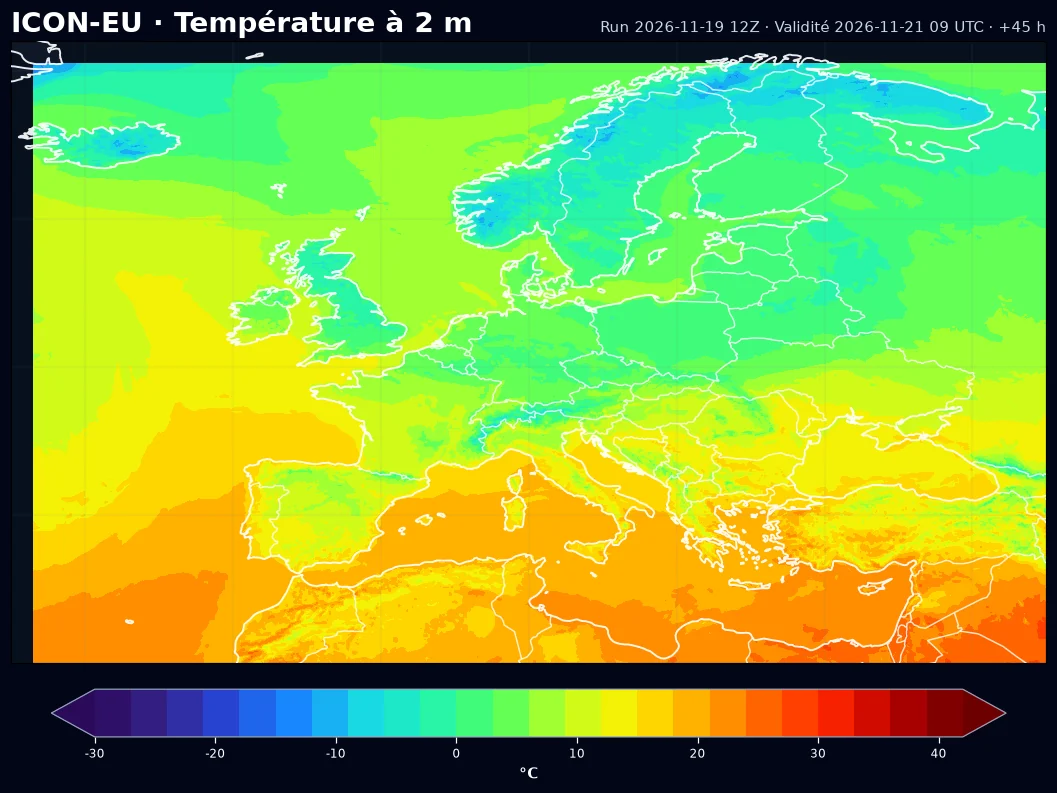 ICON-EU · Température à 2 m
Run 2026-11-19 12Z · Validité 2026-11-21 09 UTC · +45 h
-30 -20 -10 0 10 20 30 40
°C